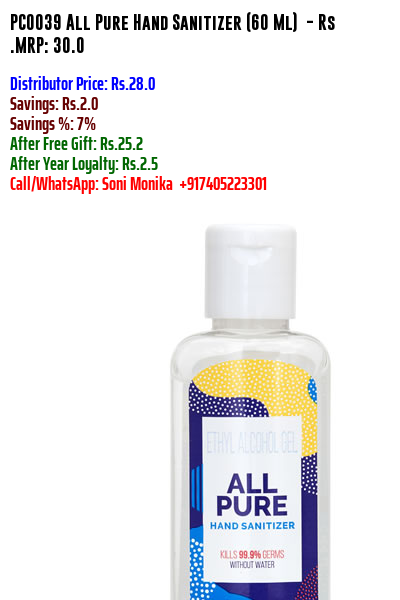 PC0039 All Pure Hand Sanitizer (60 Ml) - Rs
.MRP: 30.0
Distributor Price: Rs.28.0
Savings: Rs.2.0
Savings %: 7%
After Free Gift: Rs.25.2
After Year Loyalty: Rs.2.5
Call/WhatsApp: Soni Monika +917405223301
ETHYL ALCOHOL GEL
ALL
PURE
HAND SANITIZER
KILLS 99.9% GERMS
WITHOUT WATER